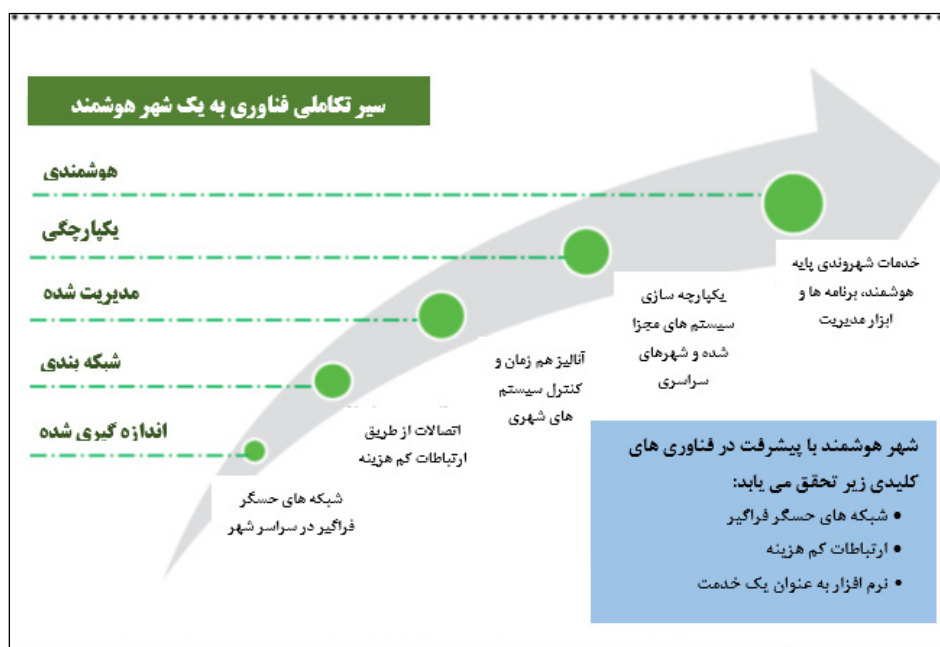 سیر تکاملی فناوری به یک شهر هوشمند
هوشمندی
یکپارچگی
مدیریت شده
شبکه بندی
اندازه گیری شده
خدمات شهروندی پایه
هوشمند، برنامه ها و
ابزار مدیریت
یکپارچه سازی
سیستم های مجزا
شده و شهرهای
سراسری
آنالیز هم زمان و
کنترل سیستم
های شهری
اتصالات از طریق
ارتباطات کم هزینه
شبکه های حسگر
فراگیر در سراسر شهر
شهر هوشمند با پیشرفت در فناوری های
کلیدی زیر تحقق می یابد:
• شبکه های حسگر فراگیر
• ارتباطات کم هزینه
• نرم افزار به عنوان یک خدمت